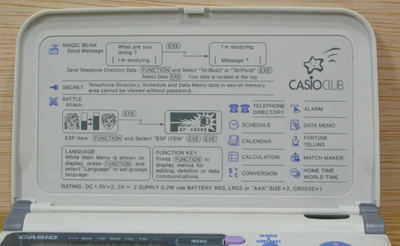 MAGIC BEAM
Send Message
What are you
doing ?
[ I'm studying. ]
EXE
I'm studying.
[ Message ? ]
Send Telephone Directory Data - FUNCTION and Select "Tel(Busi)" or "Tel(Pers)" EXE
Select Data EXE Your data is located at the top.
CASIO CLUB
SECRET Telephone Directory, Schedule and Data Memo data in secret memory
area cannot be viewed without password.
BATTLE
Attack
EXE
ESP Item FUNCTION and Select "ESP ITEM" EXE EXE
LANGUAGE
While Main Menu is shown on
display, press FUNCTION and
select "Language" to set prompt
language.
FUNCTION KEY
Press FUNCTION to
display menus for
editing, deletion or data
communications.
TELEPHONE
DIRECTORY
SCHEDULE
CALENDAR
CALCULATION
CONVERSION
ALARM
DATA MEMO
FORTUNE
TELLING
MATCH MAKER
HOME TIME
WORLD TIME
RATING : DC 1.5V×2, 3V 0.2W USE BATTERY R03, LR03 or "AAA" SIZE×2, CR2032×1
CASIO
MENU